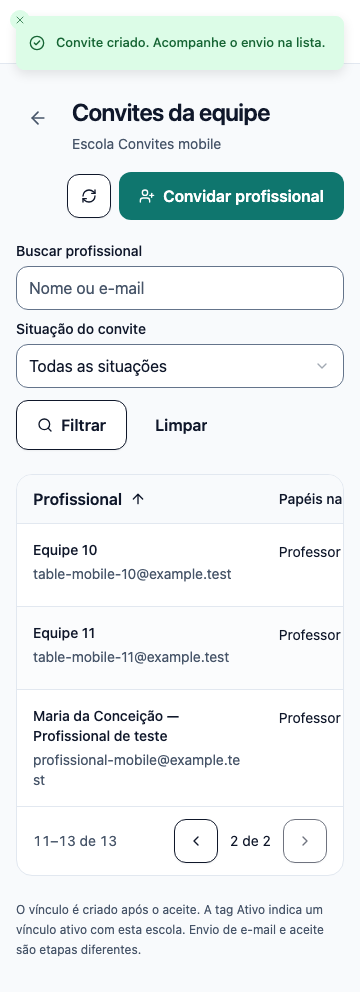 Convite criado. Acompanhe o envio na lista.
Convites da equipe
Escola Convites mobile
Convidar profissional
Buscar profissional
Nome ou e-mail
Situação do convite
Todas as situações
Filtrar
Limpar
Profissional
Papéis na
Equipe 10
table-mobile-10@example.test
Professor
Equipe 11
table-mobile-11@example.test
Professor
Maria da Conceição —
Profissional de teste
profissional-mobile@example.te
st
Professor
11–13 de 13
2 de 2
O vínculo é criado após o aceite. A tag Ativo indica um
vínculo ativo com esta escola. Envio de e-mail e aceite
são etapas diferentes.